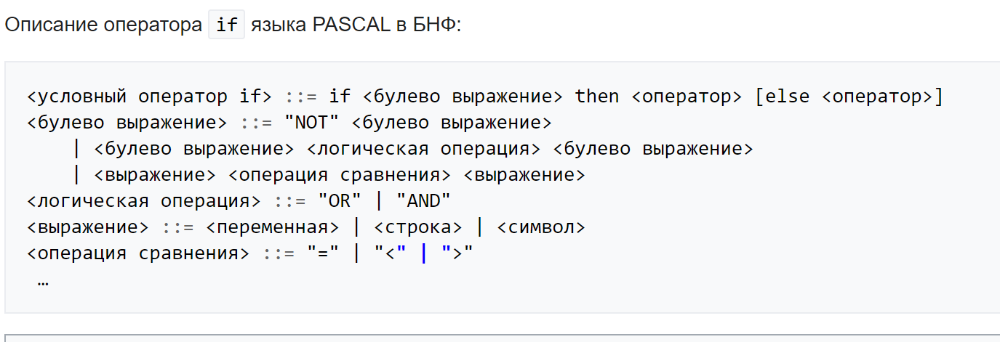 Описание оператора if языка PASCAL в БНФ:
<условный оператор if> ::= if <булево выражение> then <оператор> [else <оператор>]
<булево выражение> ::= "NOT" <булево выражение>
| <булево выражение> <логическая операция> <булево выражение>
| <выражение> <операция сравнения> <выражение>
<логическая операция> ::= "OR" | "AND"
<выражение> ::= <переменная> | <строка> | <символ>
<операция сравнения> ::= "=" | "<" | ">"
…